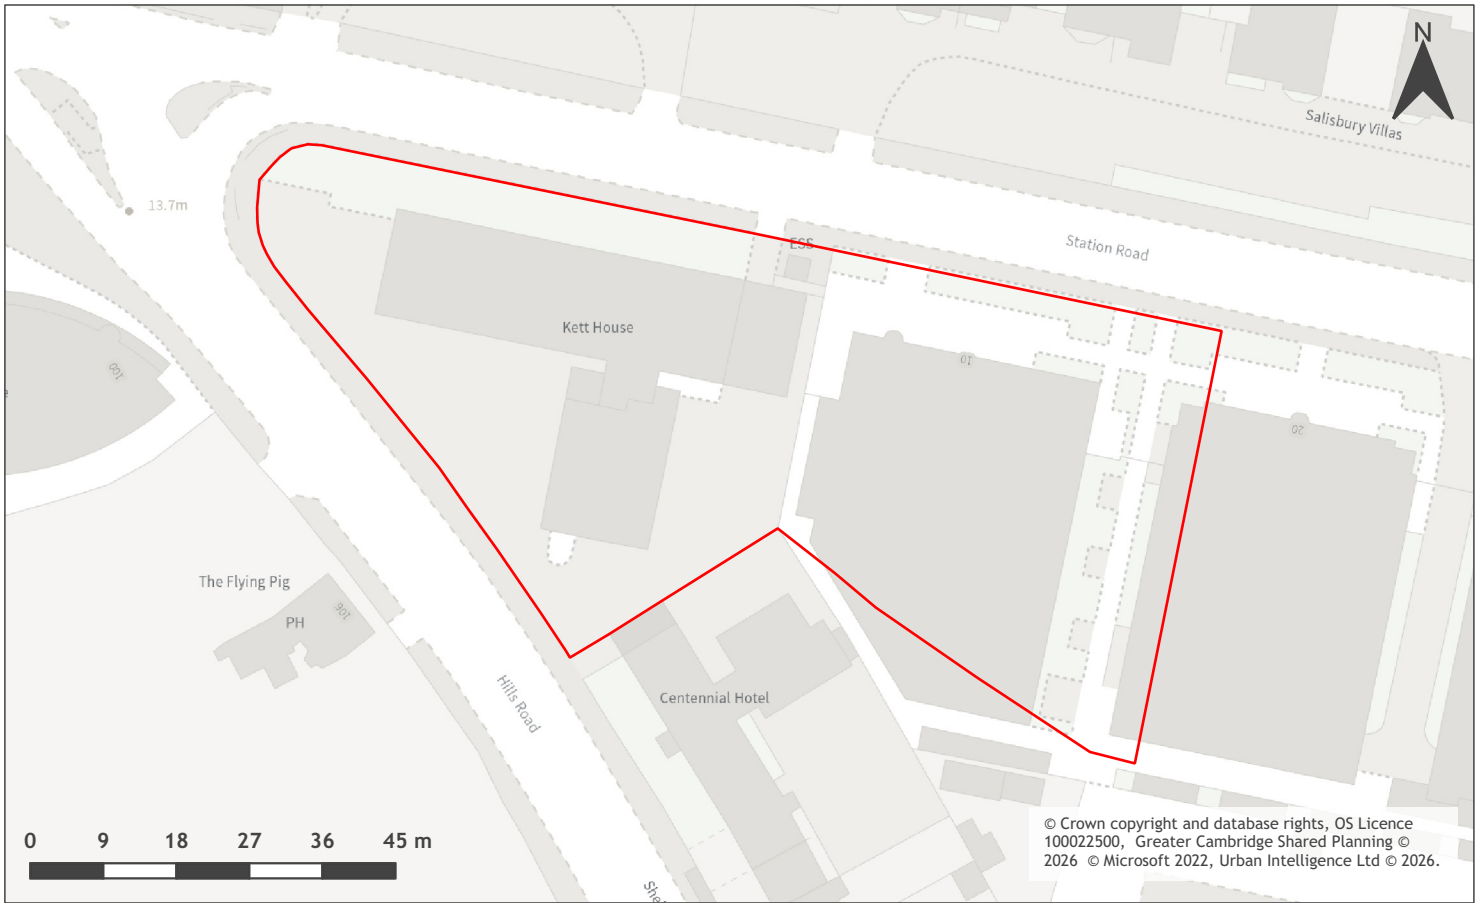 N
Salisbury Villas
13.7m
ESS
Station Road
Kett House
10
100
20
The Flying Pig
PH
106
Hills Road
Centennial Hotel
0 9 18 27 36 45 m
© Crown copyright and database rights, OS Licence
100022500, Greater Cambridge Shared Planning ©
2026 © Microsoft 2022, Urban Intelligence Ltd © 2026.